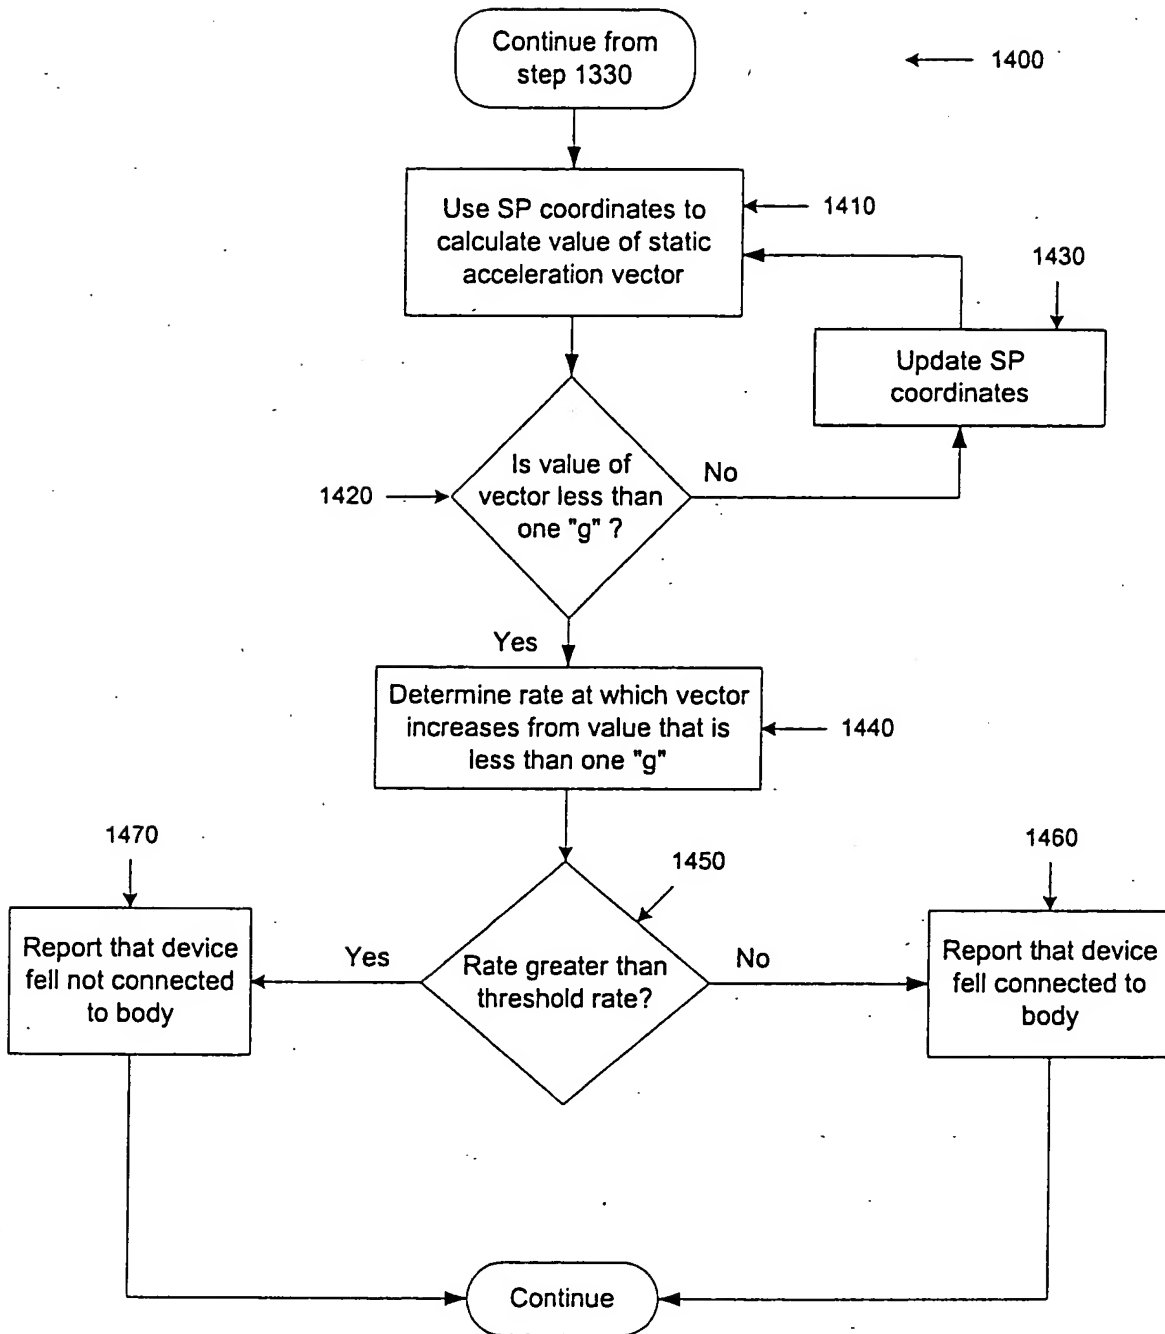 Continue from
step 1330
1400
Use SP coordinates to
calculate value of static
acceleration vector
1410
1430
Update SP
coordinates
Is value of
vector less than
one "g" ?
No
1420
Yes
Determine rate at which vector
increases from value that is
less than one "g"
1440
1470
1450
1460
Report that device
fell not connected
to body
Yes
Rate greater than
threshold rate?
No
Report that device
fell connected to
body
Continue